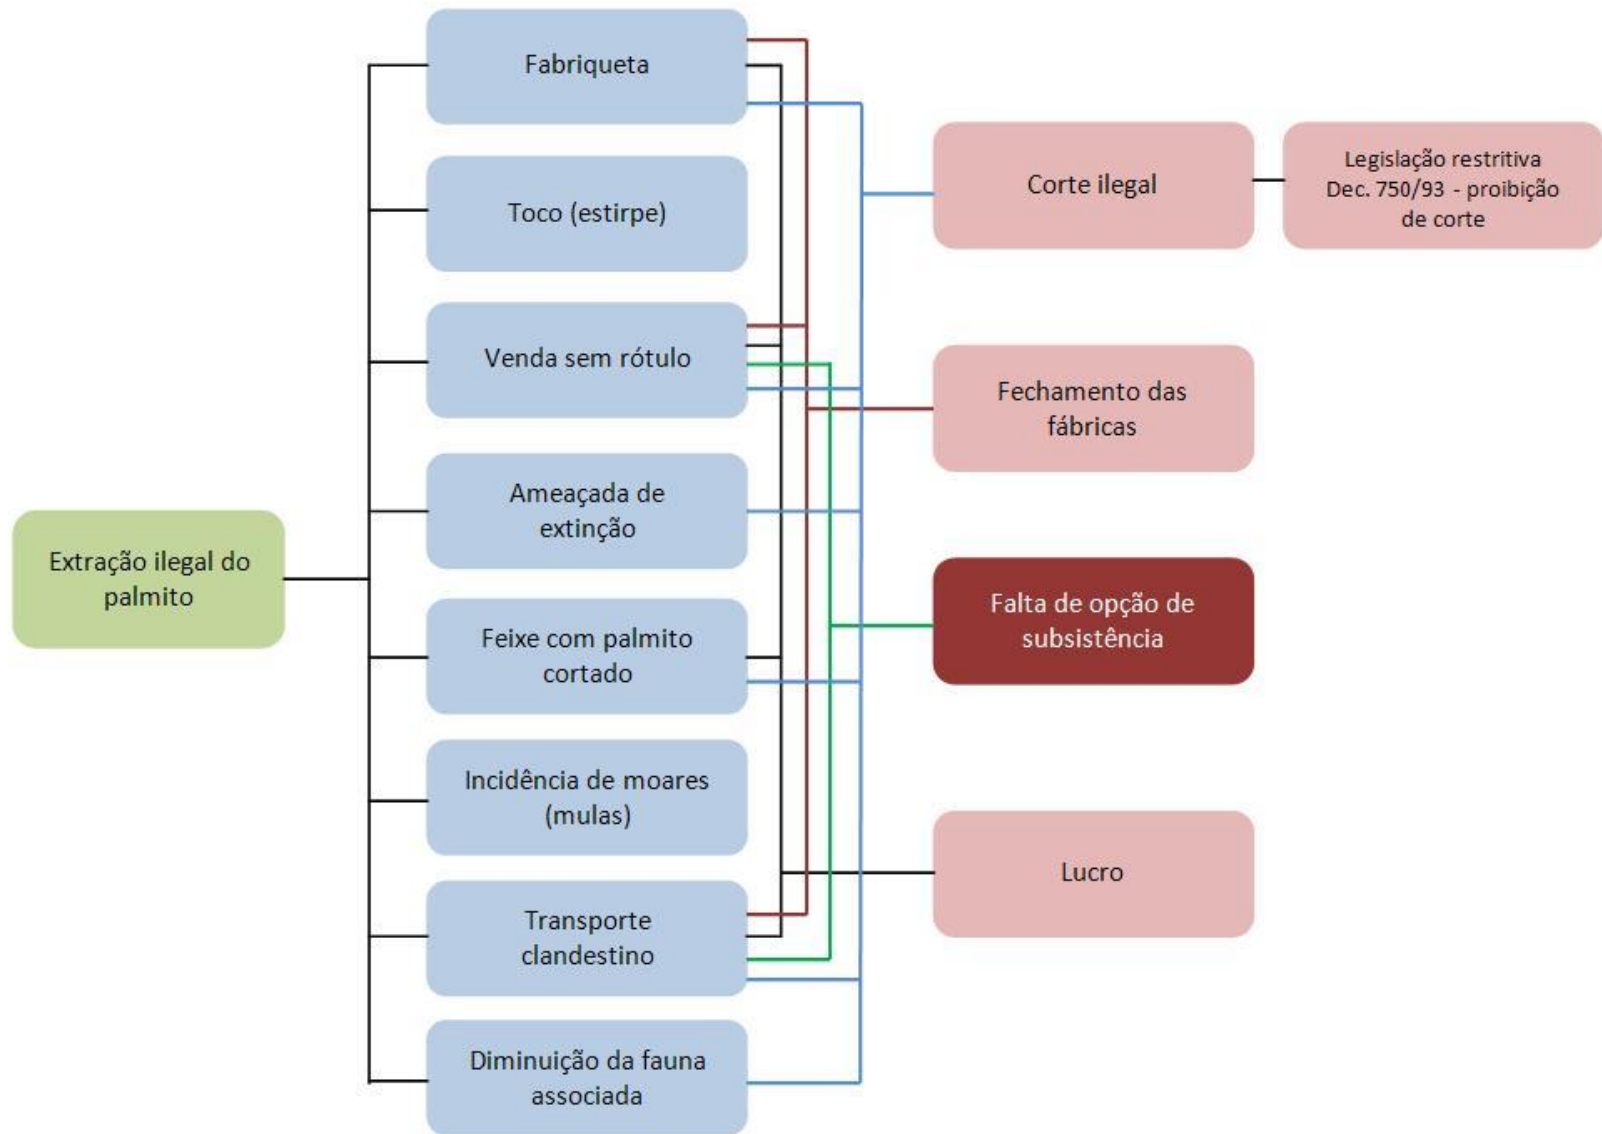 Fabriqueta
Toco (estirpe)
Venda sem rótulo
Ameaçada de
extinção
Feixe com palmito
cortado
Incidência de moares
(mulas)
Transporte
clandestino
Diminuição da fauna
associada
Extração ilegal do
palmito
Corte ilegal
Legislação restritiva
Dec. 750/93 - proibição
de corte
Fechamento das
fábricas
Falta de opção de
subsistência
Lucro